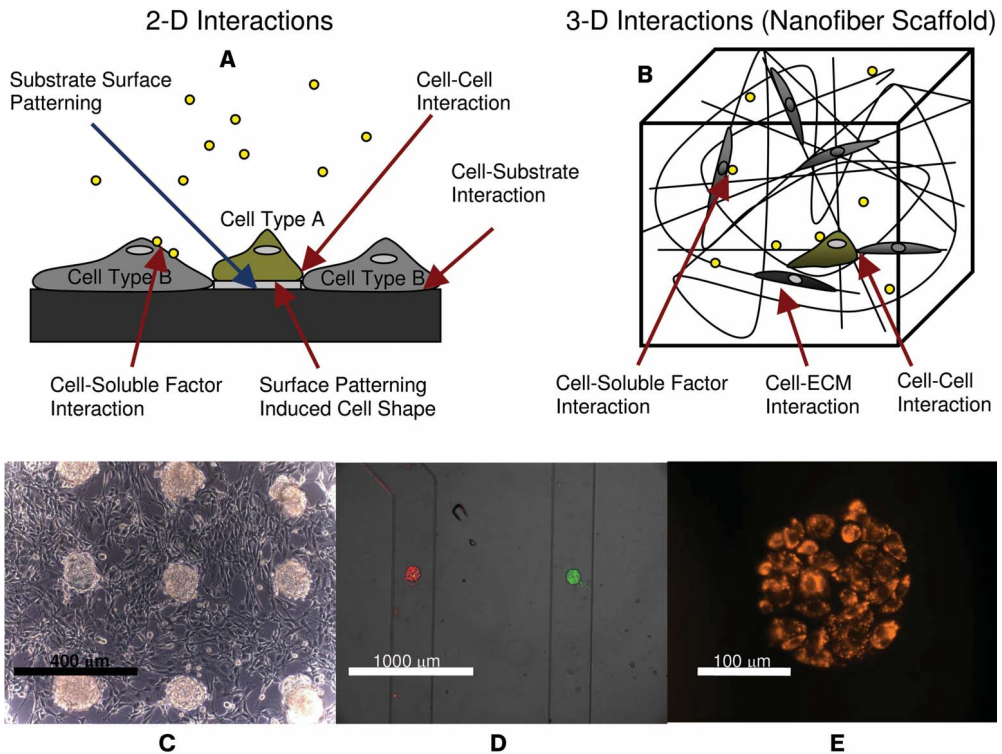 2-D Interactions
3-D Interactions (Nanofiber Scaffold)
A
Substrate Surface
Patterning
Cell-Cell
Interaction
Cell-Substrate
Interaction
Cell Type A
Cell Type B
Cell Type B
Cell-Soluble Factor
Interaction
Surface Patterning
Induced Cell Shape
B
Cell-Soluble Factor
Interaction
Cell-ECM
Interaction
Cell-Cell
Interaction
400 µm
1000 µm
100 µm
C
D
E